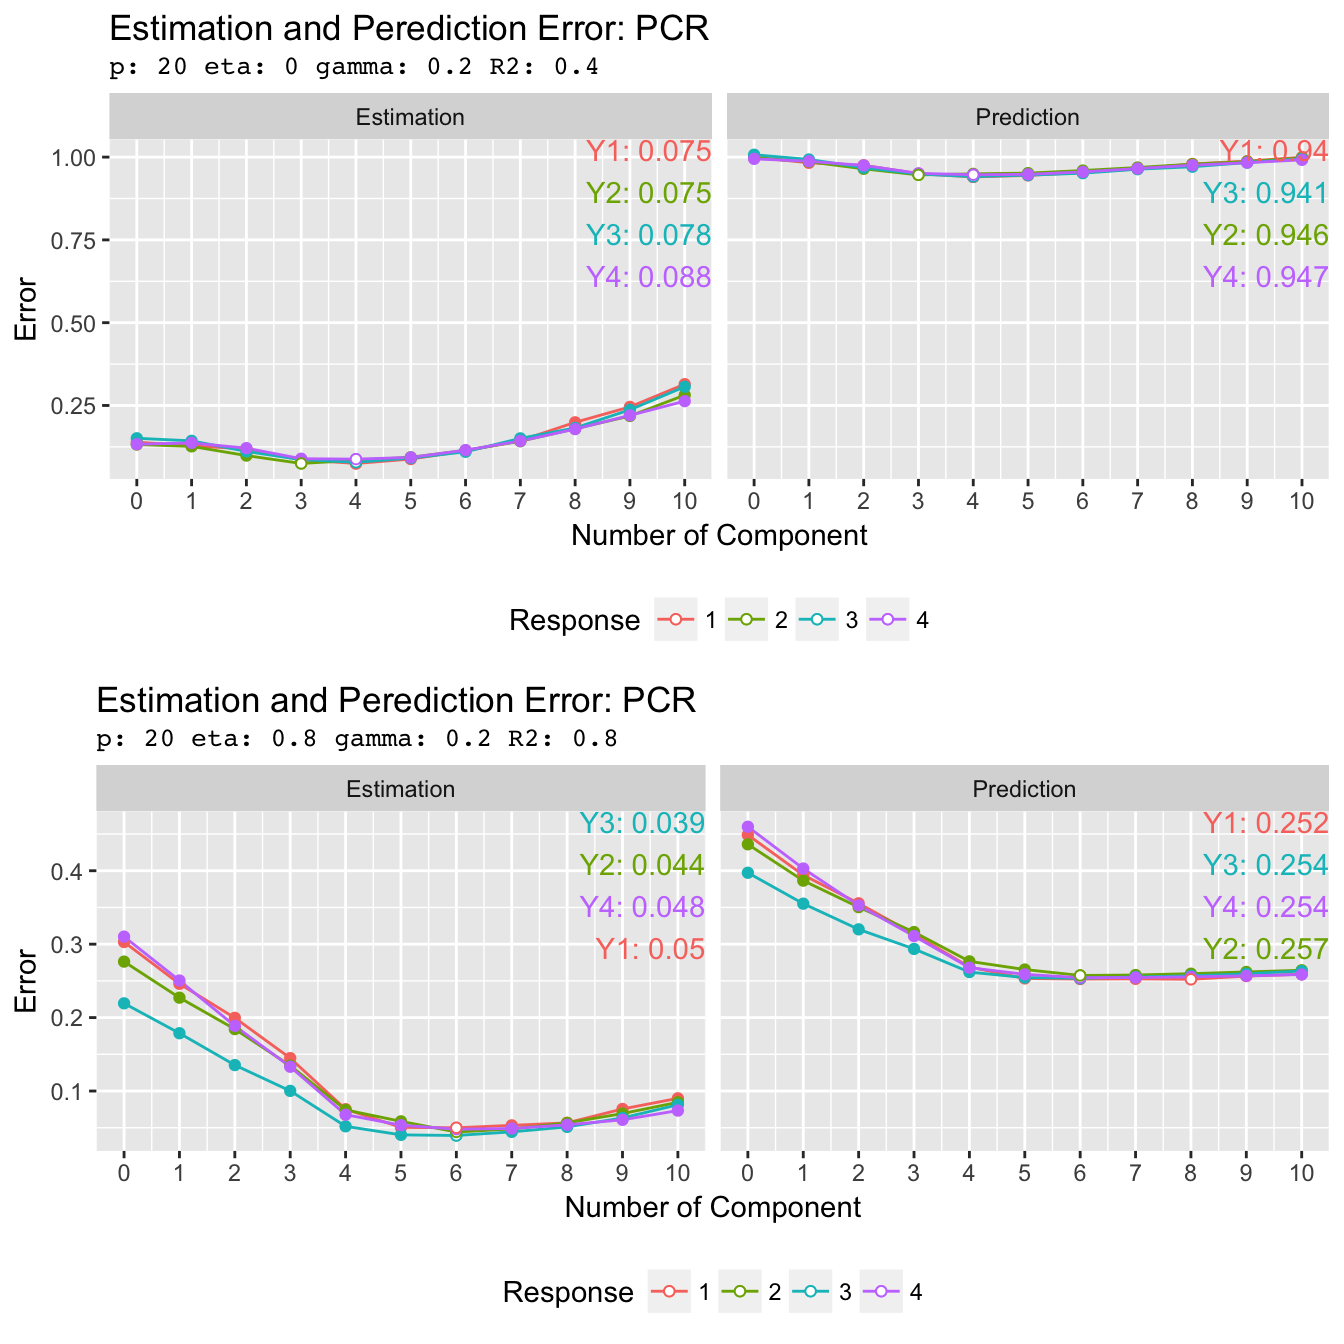 Estimation and Perediction Error: PCR
p: 20 eta: 0 gamma: 0.2 R2: 0.4
Estimation
Prediction
Y1: 0.075
Y2: 0.075
Y3: 0.078
Y4: 0.088
Y1: 0.94
Y3: 0.941
Y2: 0.946
Y4: 0.947
Error
1.00
0.75
0.50
0.25
0 1 2 3 4 5 6 7 8 9 10
0 1 2 3 4 5 6 7 8 9 10
Number of Component
Response 1 2 3 4
Estimation and Perediction Error: PCR
p: 20 eta: 0.8 gamma: 0.2 R2: 0.8
Estimation
Prediction
Y3: 0.039
Y2: 0.044
Y4: 0.048
Y1: 0.05
Y1: 0.252
Y3: 0.254
Y4: 0.254
Y2: 0.257
Error
0.4
0.3
0.2
0.1
0 1 2 3 4 5 6 7 8 9 10
0 1 2 3 4 5 6 7 8 9 10
Number of Component
Response 1 2 3 4